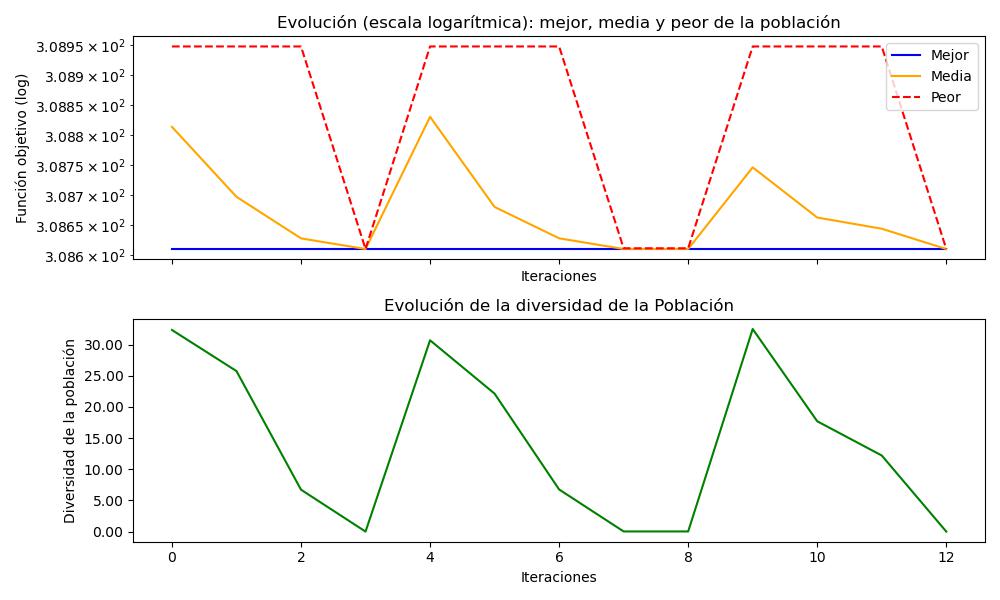 Evolución (escala logarítmica): mejor, media y peor de la población
3.0895 × 10²
3.089 × 10²
3.0885 × 10²
3.088 × 10²
3.0875 × 10²
3.087 × 10²
3.0865 × 10²
3.086 × 10²
Función objetivo (log)
Mejor
Media
Peor
Iteraciones
Evolución de la diversidad de la Población
30.00
25.00
20.00
15.00
10.00
5.00
0.00
Diversidad de la población
0 2 4 6 8 10 12
Iteraciones